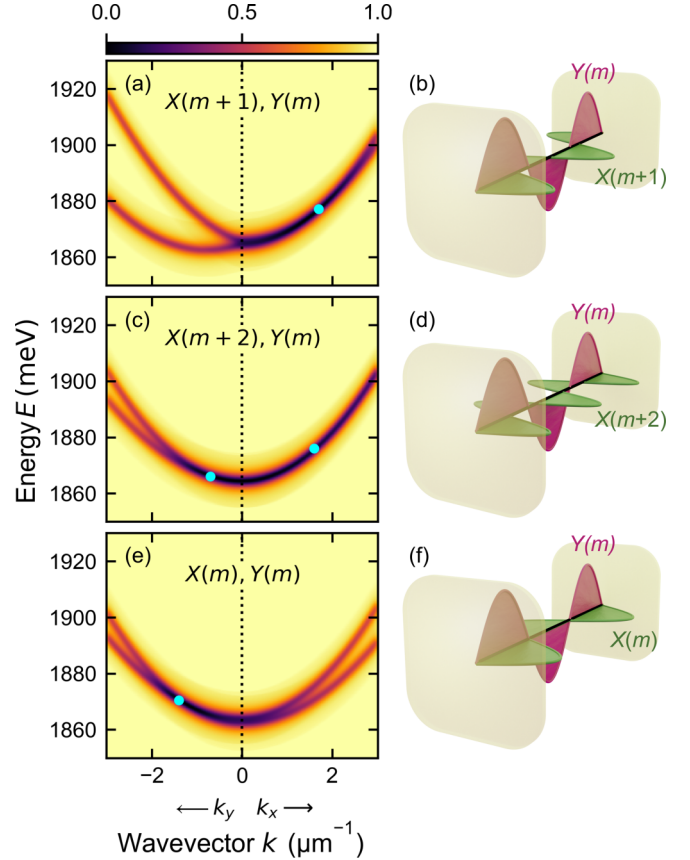 0.0 0.5 1.0
(a) X(m + 1), Y(m)
1920
1900
1880
1860
(b) Y(m)
X(m+1)
(c) X(m + 2), Y(m)
1920
1900
1880
1860
(d) Y(m)
X(m+2)
(e) X(m), Y(m)
1920
1900
1880
1860
(f) Y(m)
X(m)
Energy E (meV)
−2 0 2
⟵ k_y k_x ⟶
Wavevector k (μm⁻¹)